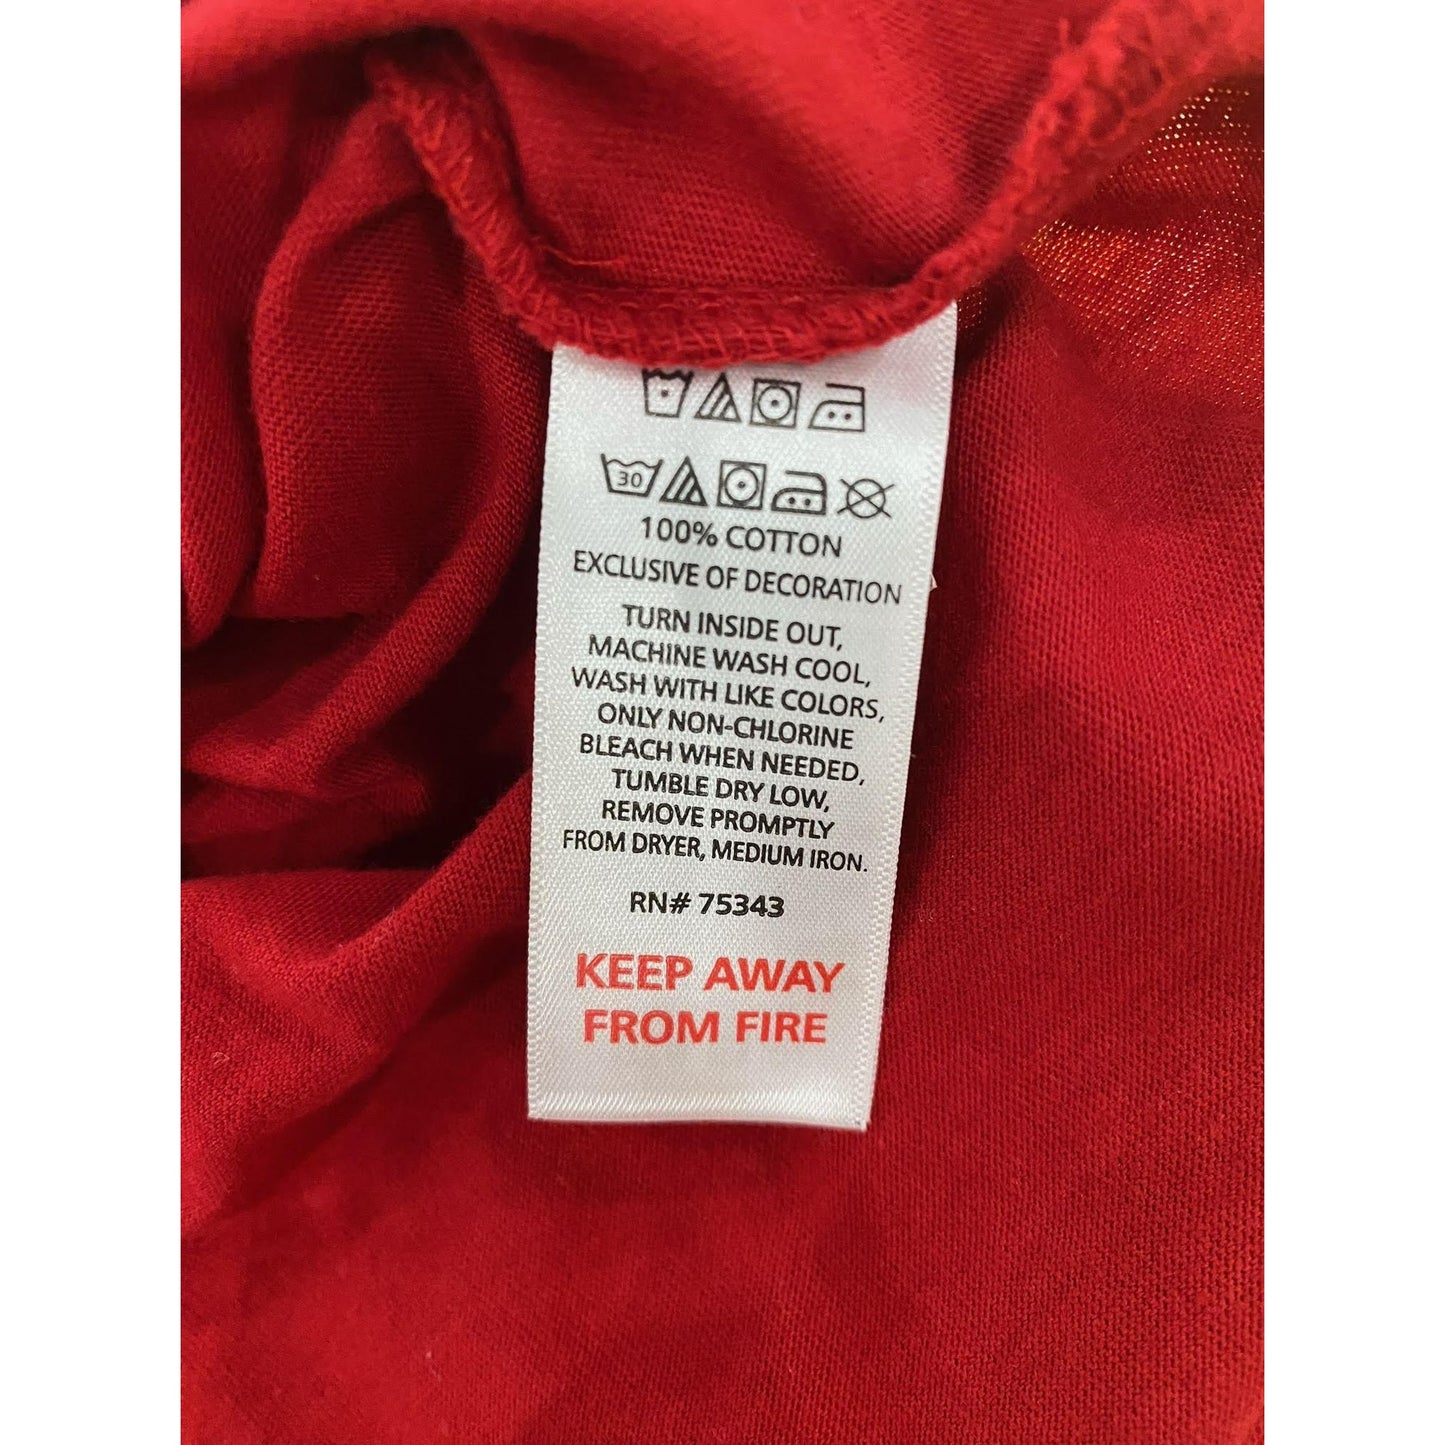 30
100% COTTON
EXCLUSIVE OF DECORATION
TURN INSIDE OUT,
MACHINE WASH COOL,
WASH WITH LIKE COLORS,
ONLY NON-CHLORINE
BLEACH WHEN NEEDED,
TUMBLE DRY LOW,
REMOVE PROMPTLY
FROM DRYER, MEDIUM IRON.
RN# 75343
KEEP AWAY
FROM FIRE